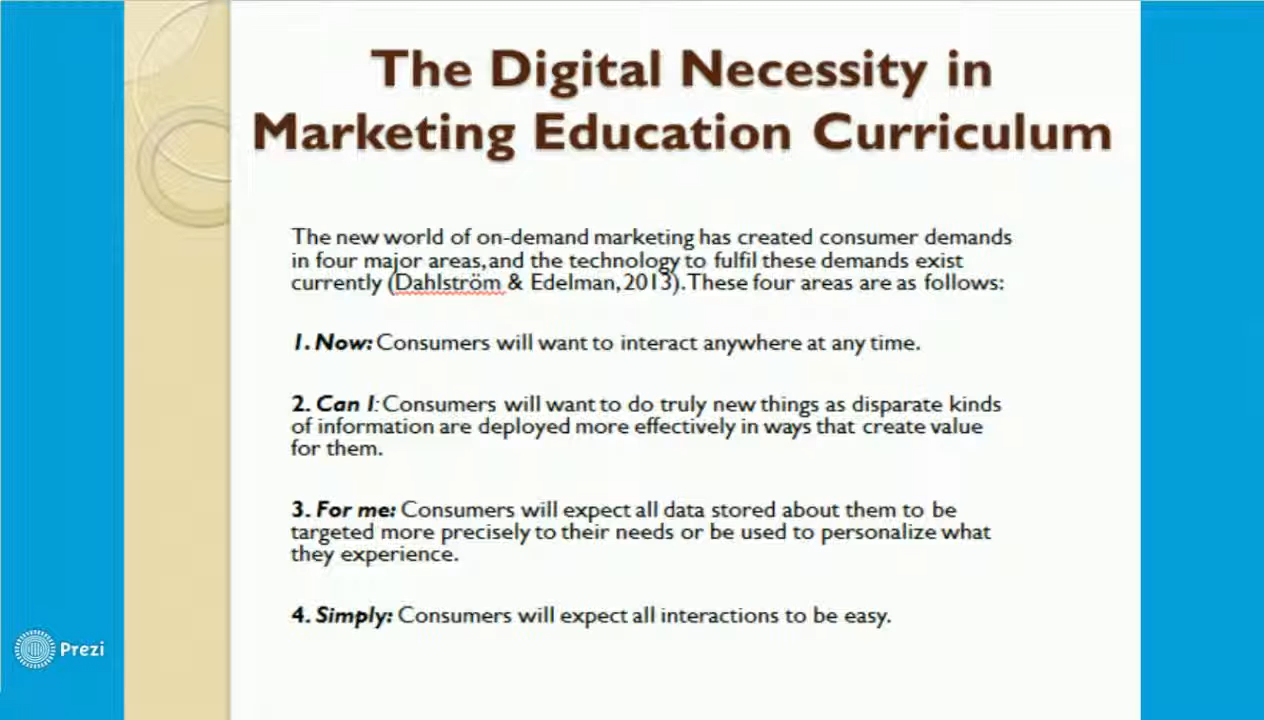 The Digital Necessity in
Marketing Education Curriculum
The new world of on-demand marketing has created consumer demands
in four major areas, and the technology to fulfil these demands exist
currently (Dahlström & Edelman, 2013). These four areas are as follows:
1. Now: Consumers will want to interact anywhere at any time.
2. Can I: Consumers will want to do truly new things as disparate kinds
of information are deployed more effectively in ways that create value
for them.
3. For me: Consumers will expect all data stored about them to be
targeted more precisely to their needs or be used to personalize what
they experience.
4. Simply: Consumers will expect all interactions to be easy.
Prezi